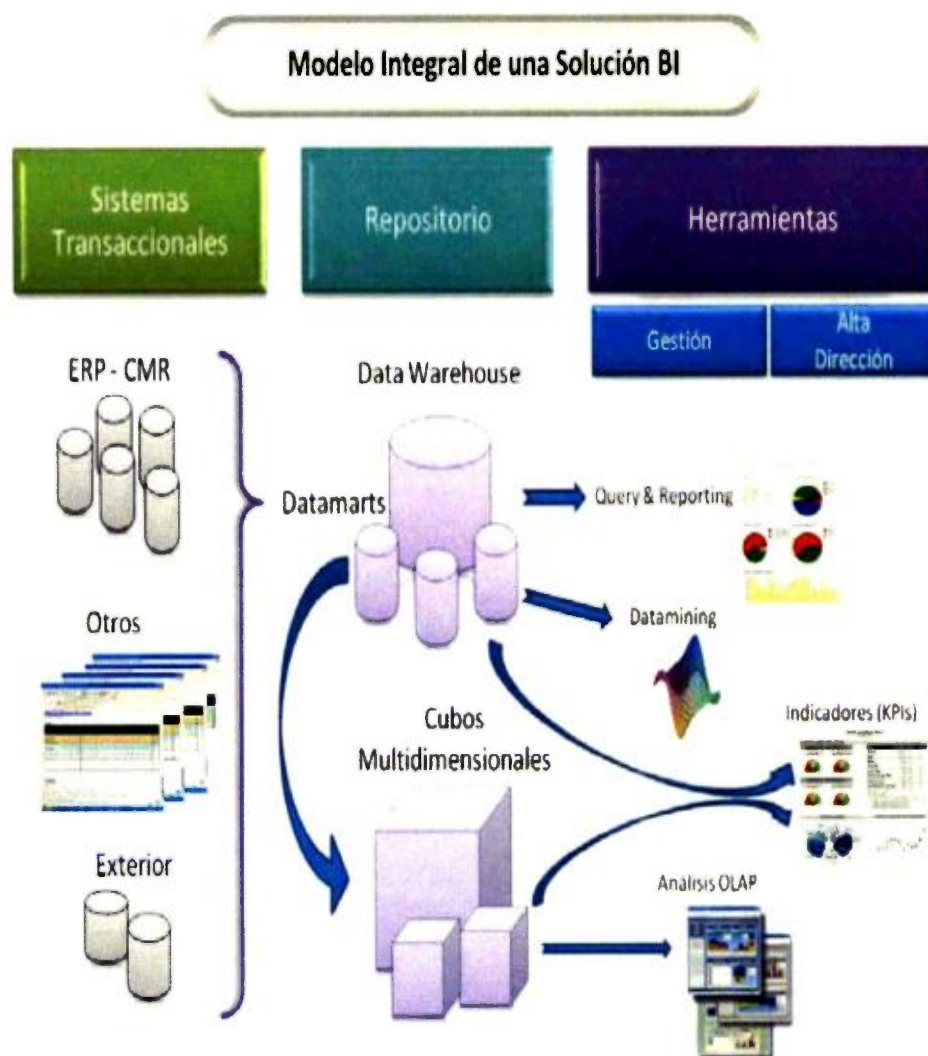 Modelo Integral de una Solución BI
Sistemas
Transaccionales
Repositorio
Herramientas
Gestión
Alta
Dirección
ERP - CMR
Data Warehouse
Datamarts
Query & Reporting
Otros
Datamining
Cubos
Multidimensionales
Indicadores (KPIs)
Exterior
Análisis OLAP